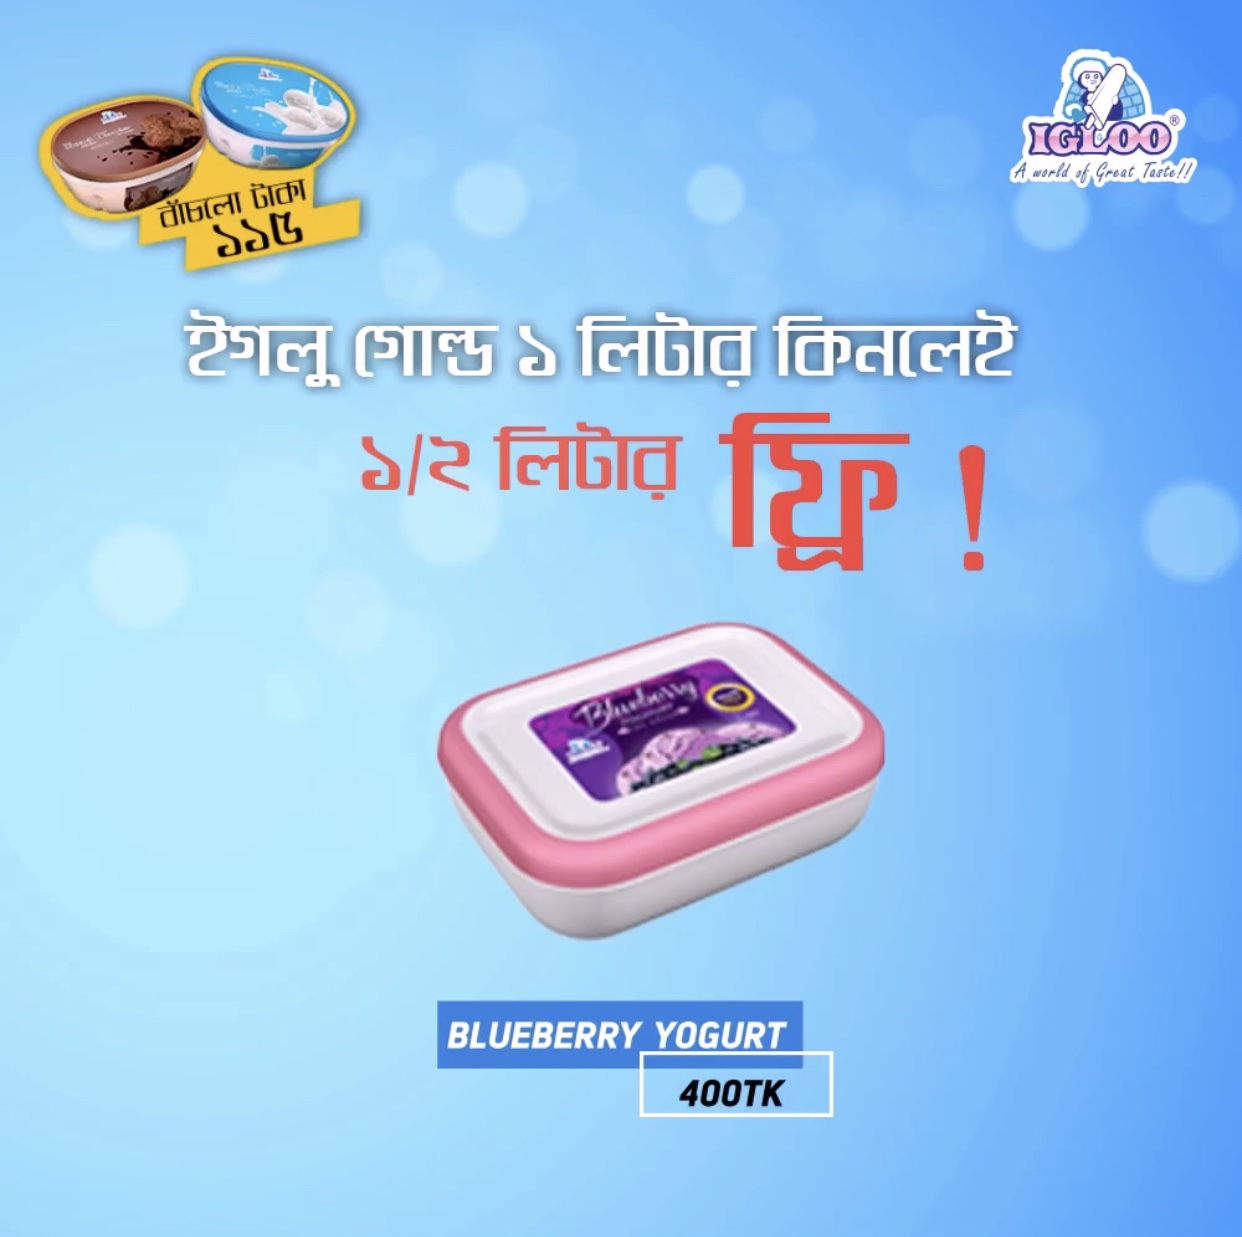 বাঁচলো টাকা
১১৫
IGLOO®
A world of Great Taste!!
ইগলু গোল্ড ১ লিটার কিনলেই
১/২ লিটার ফ্রি !
Blueberry
BLUEBERRY YOGURT
400TK